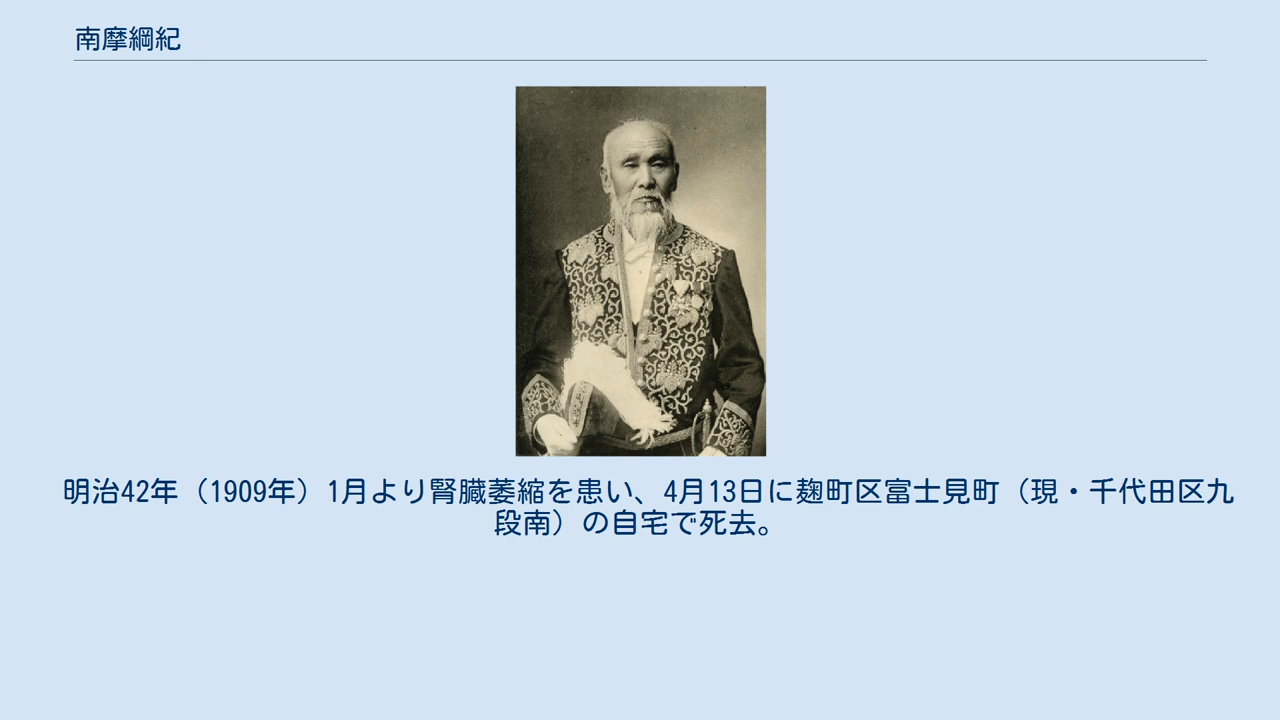 南摩綱紀
明治42年（1909年）1月より腎臓萎縮を患い、4月13日に麹町区富士見町（現・千代田区九
段南）の自宅で死去。